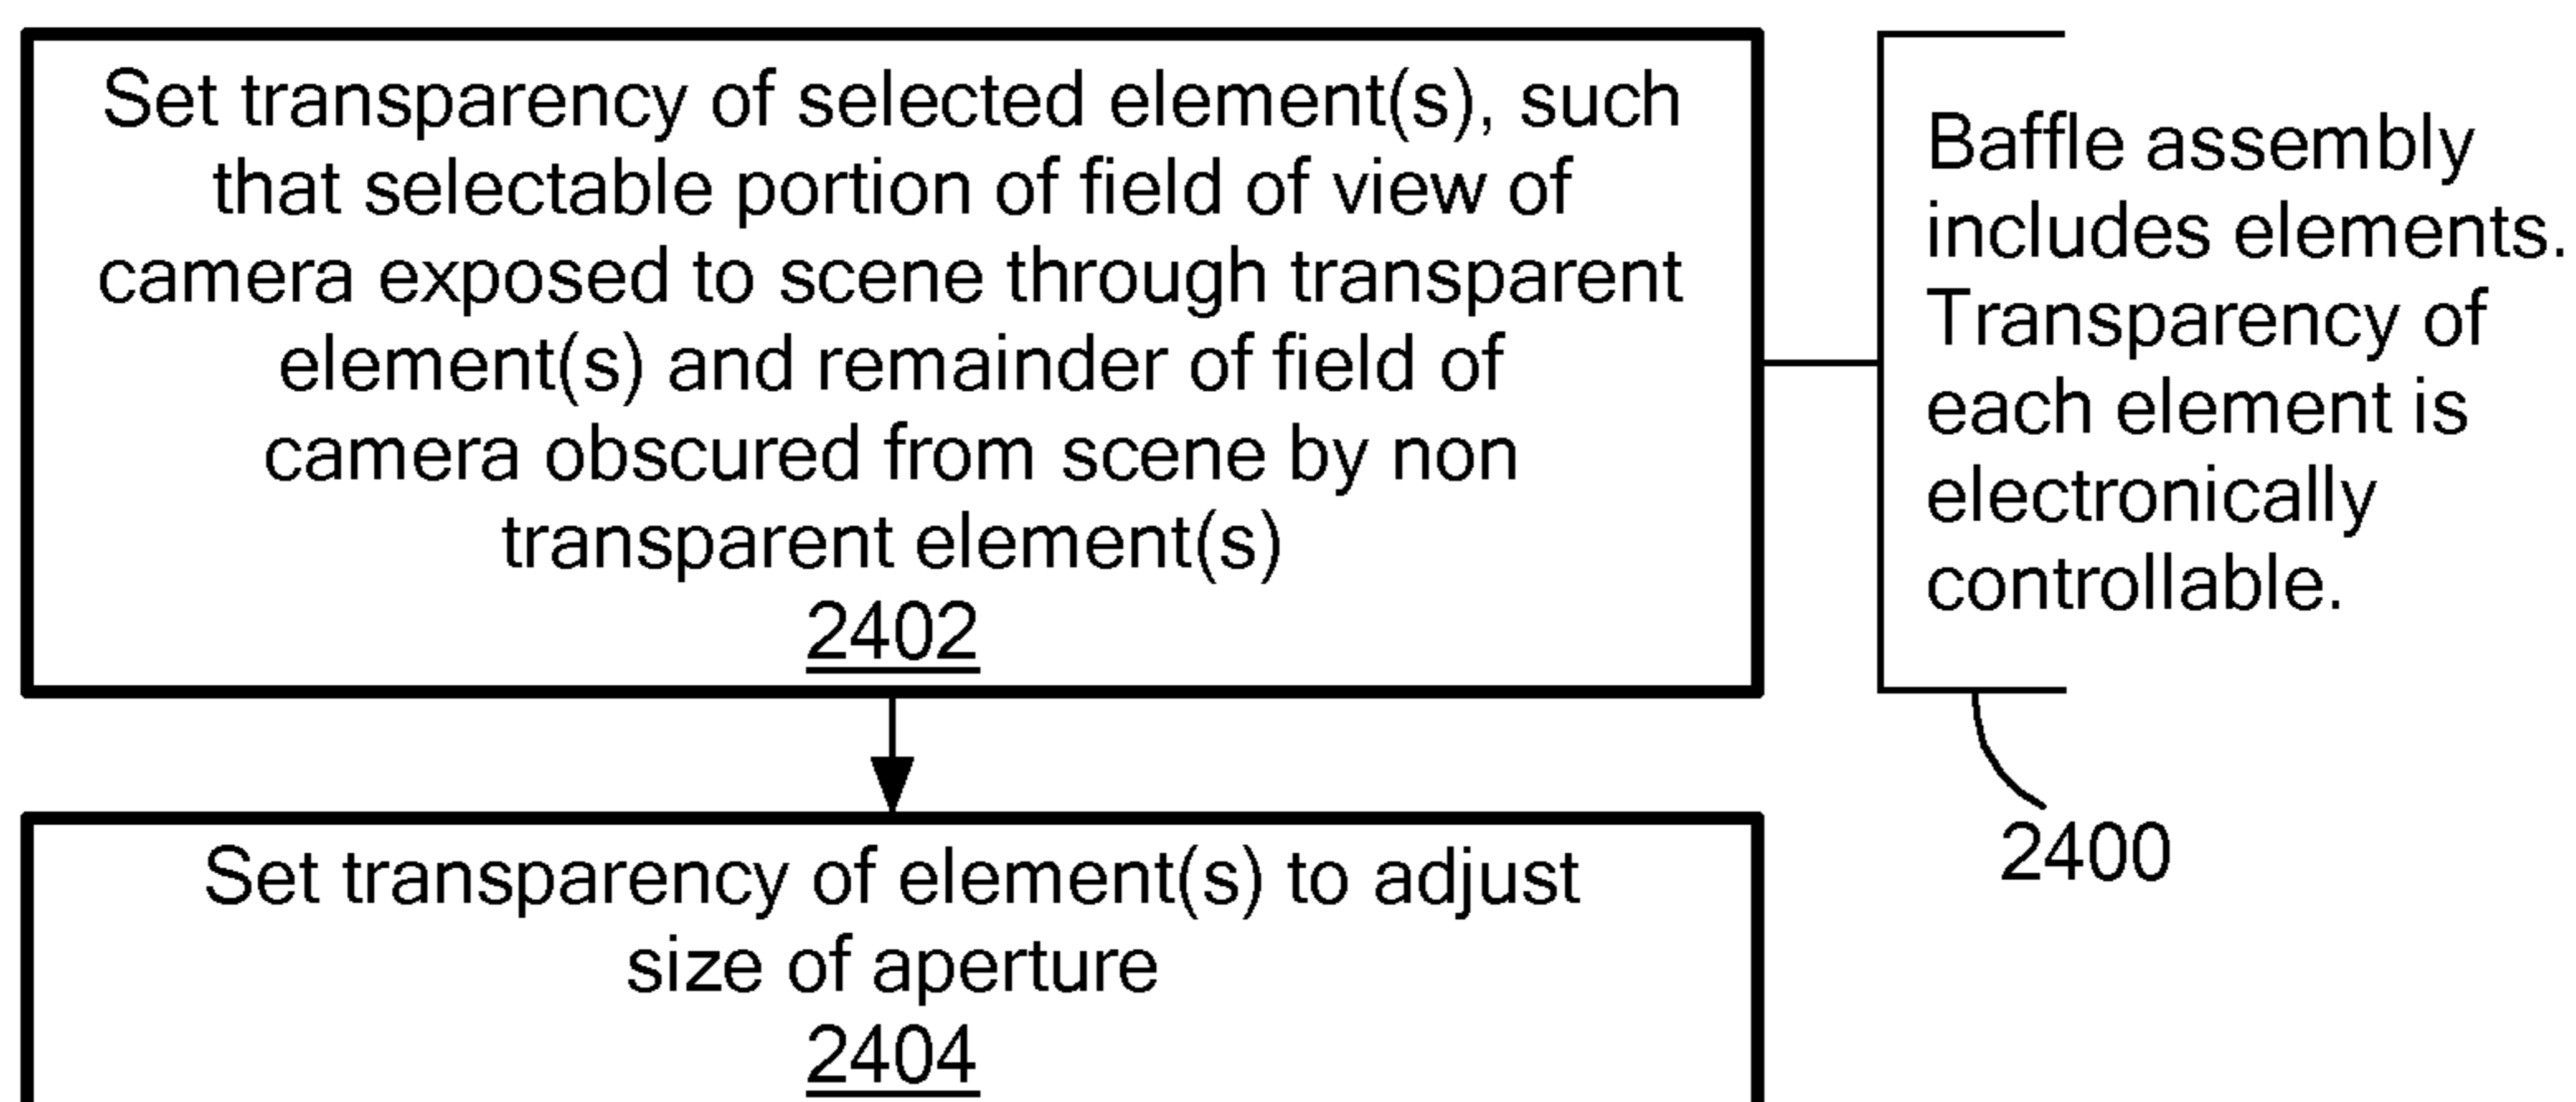 Set transparency of selected element(s), such
that selectable portion of field of view of
camera exposed to scene through transparent
element(s) and remainder of field of
camera obscured from scene by non
transparent element(s)
2402
Baffle assembly
includes elements.
Transparency of
each element is
electronically
controllable.
2400
Set transparency of element(s) to adjust
size of aperture
2404